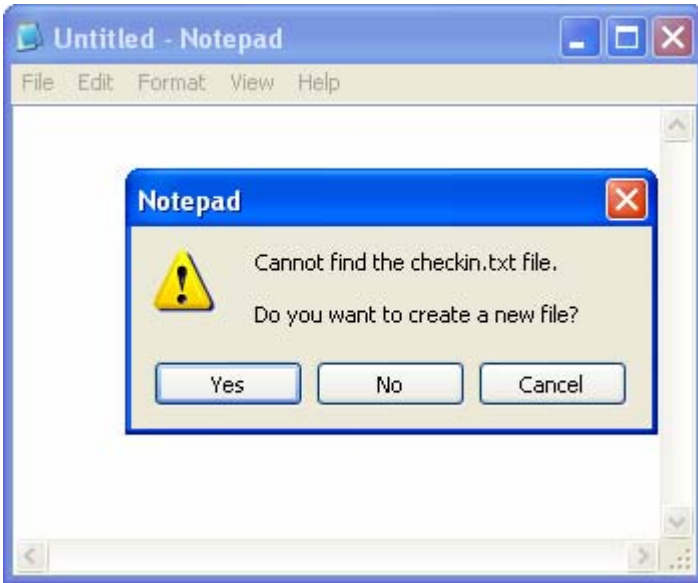 Untitled - Notepad
File Edit Format View Help
Notepad
Cannot find the checkin.txt file.
Do you want to create a new file?
Yes No Cancel